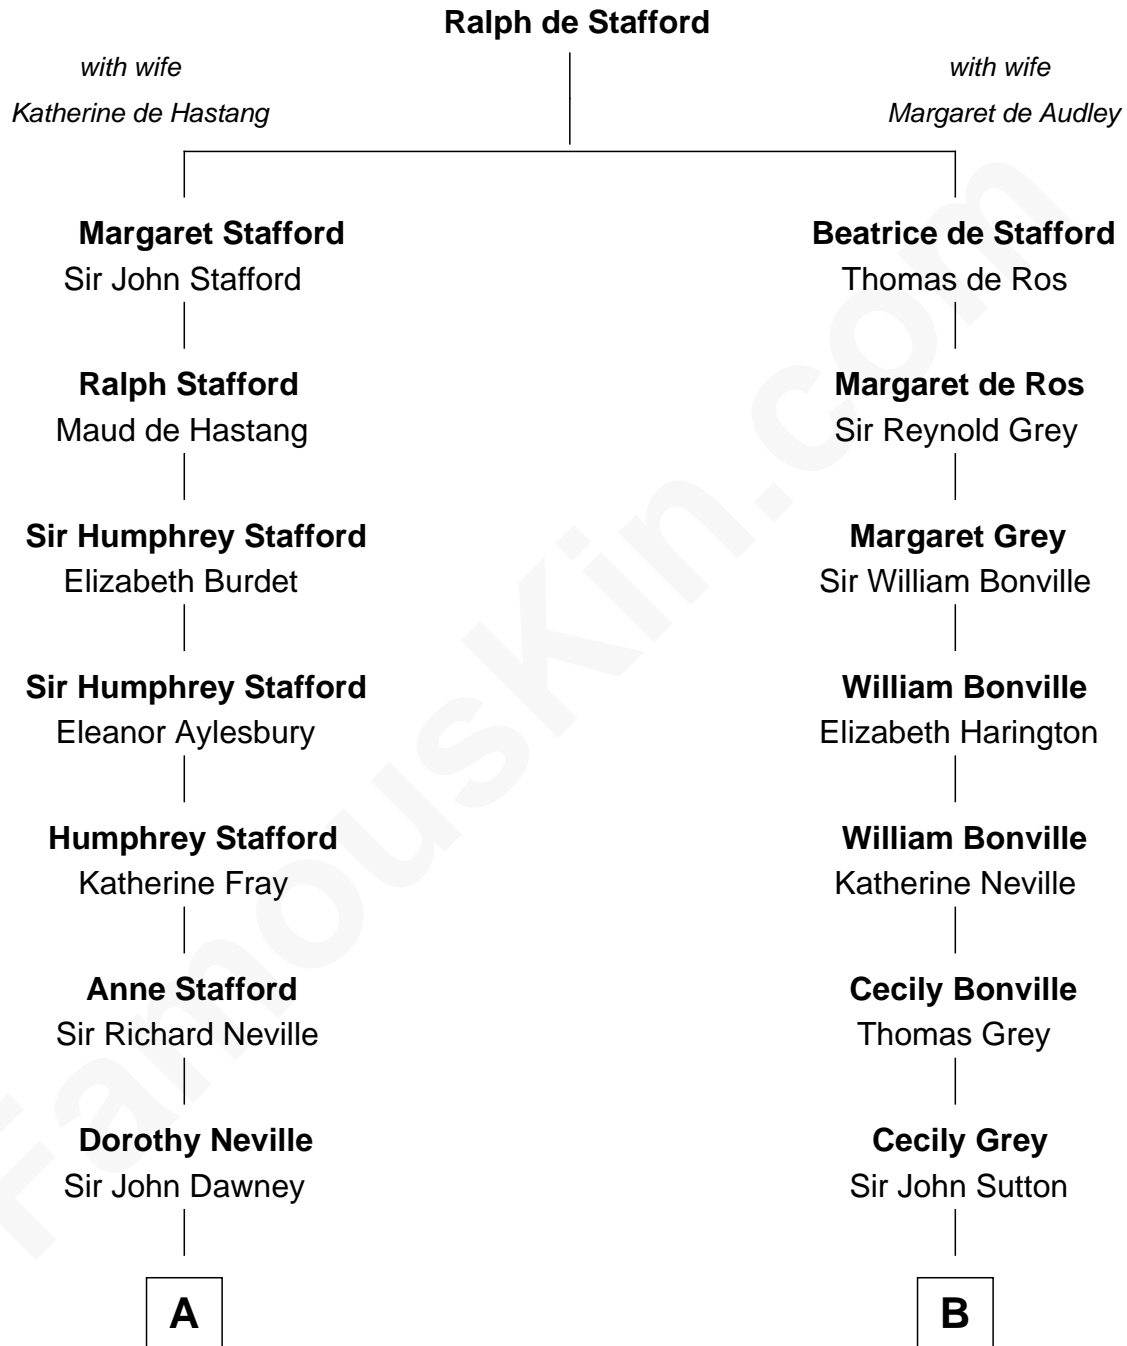 Ralph de Stafford
with wife
Katherine de Hastang
with wife
Margaret de Audley
Margaret Stafford
Sir John Stafford
Beatrice de Stafford
Thomas de Ros
Ralph Stafford
Maud de Hastang
Margaret de Ros
Sir Reynold Grey
Sir Humphrey Stafford
Elizabeth Burdet
Margaret Grey
Sir William Bonville
Sir Humphrey Stafford
Eleanor Aylesbury
William Bonville
Elizabeth Harington
Humphrey Stafford
Katherine Fray
William Bonville
Katherine Neville
Anne Stafford
Sir Richard Neville
Cecily Bonville
Thomas Grey
Dorothy Neville
Sir John Dawney
Cecily Grey
Sir John Sutton
A
B
FamousKin.com